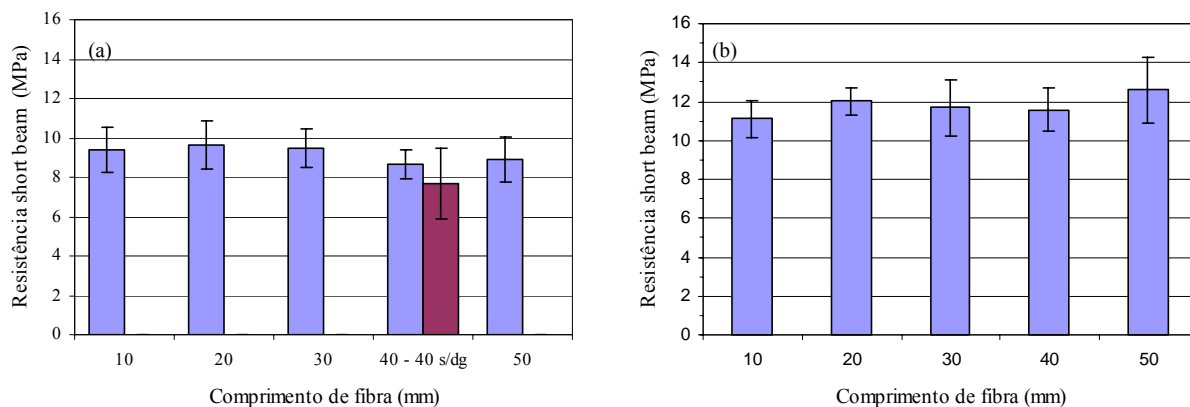 (a)
Resistência short beam (MPa)
16
14
12
10
8
6
4
2
0
10 20 30 40 - 40 s/dg 50
Comprimento de fibra (mm)
(b)
Resistência short beam (MPa)
16
14
12
10
8
6
4
2
0
10 20 30 40 50
Comprimento de fibra (mm)